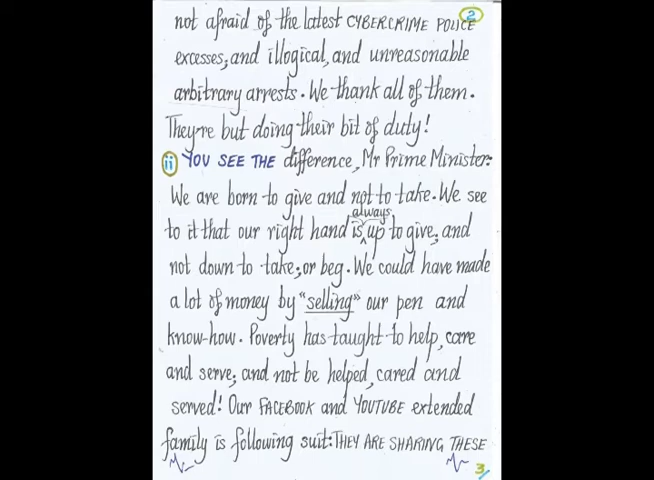 2
not afraid of the latest CYBERCRIME POLICE
excesses; and illogical, and unreasonable
arbitrary arrests. We thank all of them.
They-re but doing their bit of duty!
ii YOU SEE THE difference, Mr Prime Minister:
We are born to give and not to take. We see
always
to it that our right hand is up to give; and
not down to take; or beg. We could have made
a lot of money by "selling" our pen and
know-how. Poverty has taught to help, care
and serve; and not be helped, cared and
served! Our FACEBOOK and YOUTUBE extended
family is following suit: THEY ARE SHARING THESE
3/